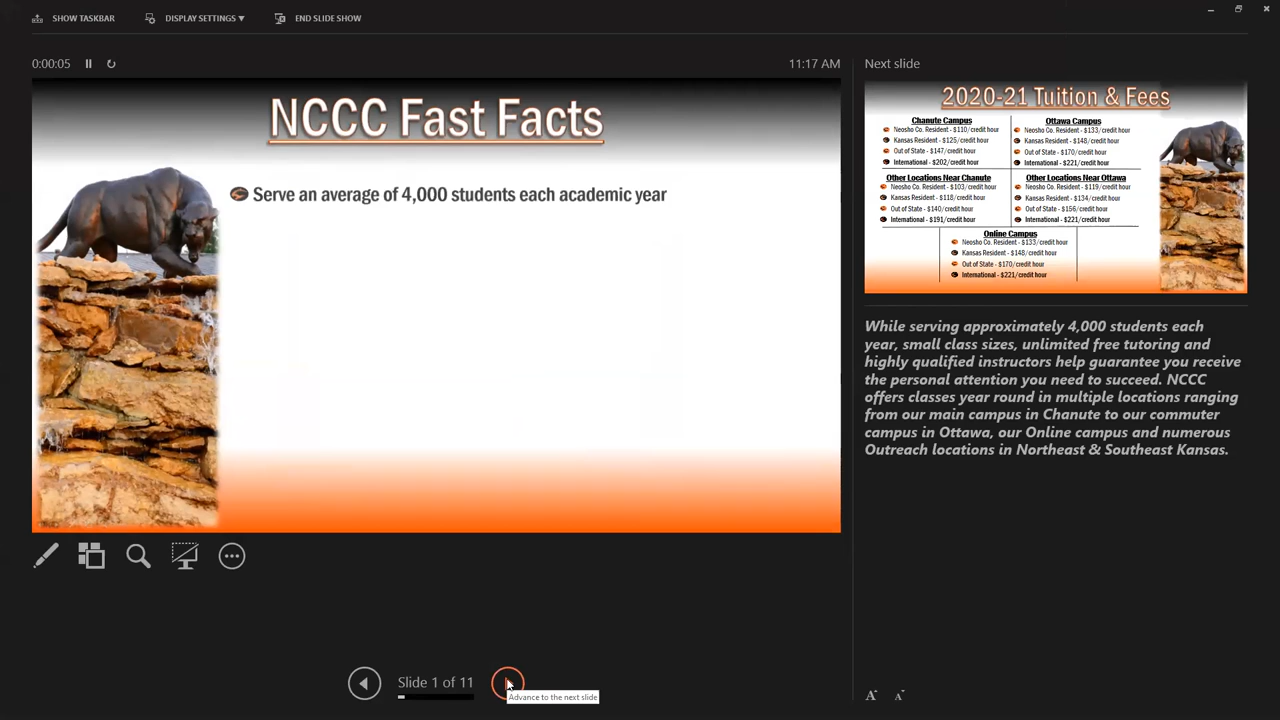 SHOW TASKBAR
DISPLAY SETTINGS ▼
END SLIDE SHOW
0:00:05
11:17 AM
NCCC Fast Facts
Serve an average of 4,000 students each academic year
Slide 1 of 11
Advance to the next slide
Next slide
2020-21 Tuition & Fees
Chanute Campus
Neosho Co. Resident - $110/credit hour
Kansas Resident - $125/credit hour
Out of State - $147/credit hour
International - $202/credit hour
Ottawa Campus
Neosho Co. Resident - $133/credit hour
Kansas Resident - $148/credit hour
Out of State - $170/credit hour
International - $221/credit hour
Other Locations Near Chanute
Neosho Co. Resident - $103/credit hour
Kansas Resident - $118/credit hour
Out of State - $140/credit hour
International - $191/credit hour
Other Locations Near Ottawa
Neosho Co. Resident - $119/credit hour
Kansas Resident - $134/credit hour
Out of State - $156/credit hour
International - $221/credit hour
Online Campus
Neosho Co. Resident - $133/credit hour
Kansas Resident - $148/credit hour
Out of State - $170/credit hour
International - $221/credit hour
While serving approximately 4,000 students each
year, small class sizes, unlimited free tutoring and
highly qualified instructors help guarantee you receive
the personal attention you need to succeed. NCCC
offers classes year round in multiple locations ranging
from our main campus in Chanute to our commuter
campus in Ottawa, our Online campus and numerous
Outreach locations in Northeast & Southeast Kansas.
A
A